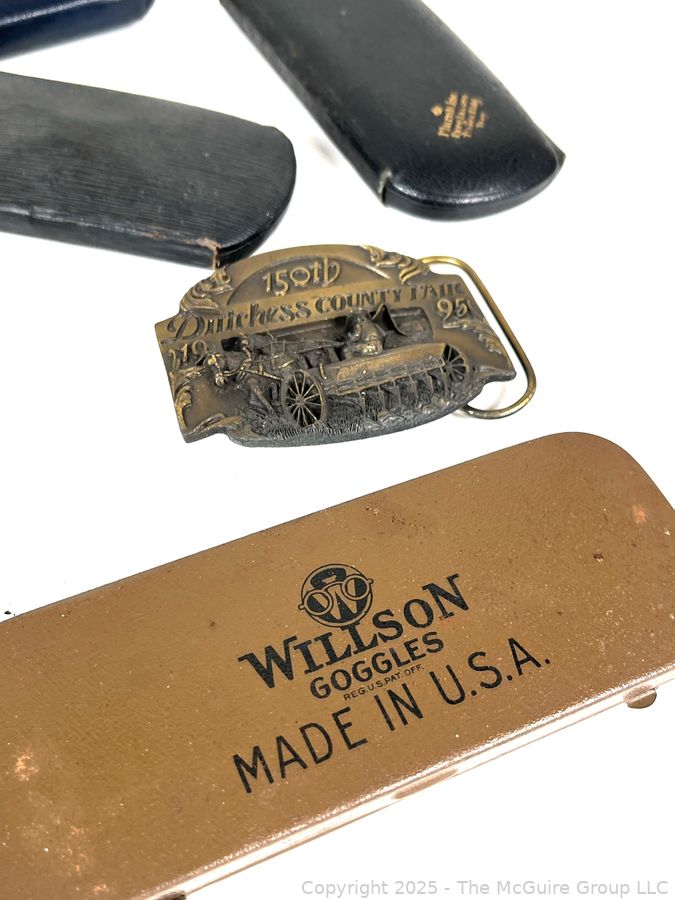 150th
Dutchess COUNTY FAIR
19 95
WILLSON
GOGGLES
REG.U.S.PAT.OFF.
MADE IN U.S.A.
Copyright 2025 - The McGuire Group LLC